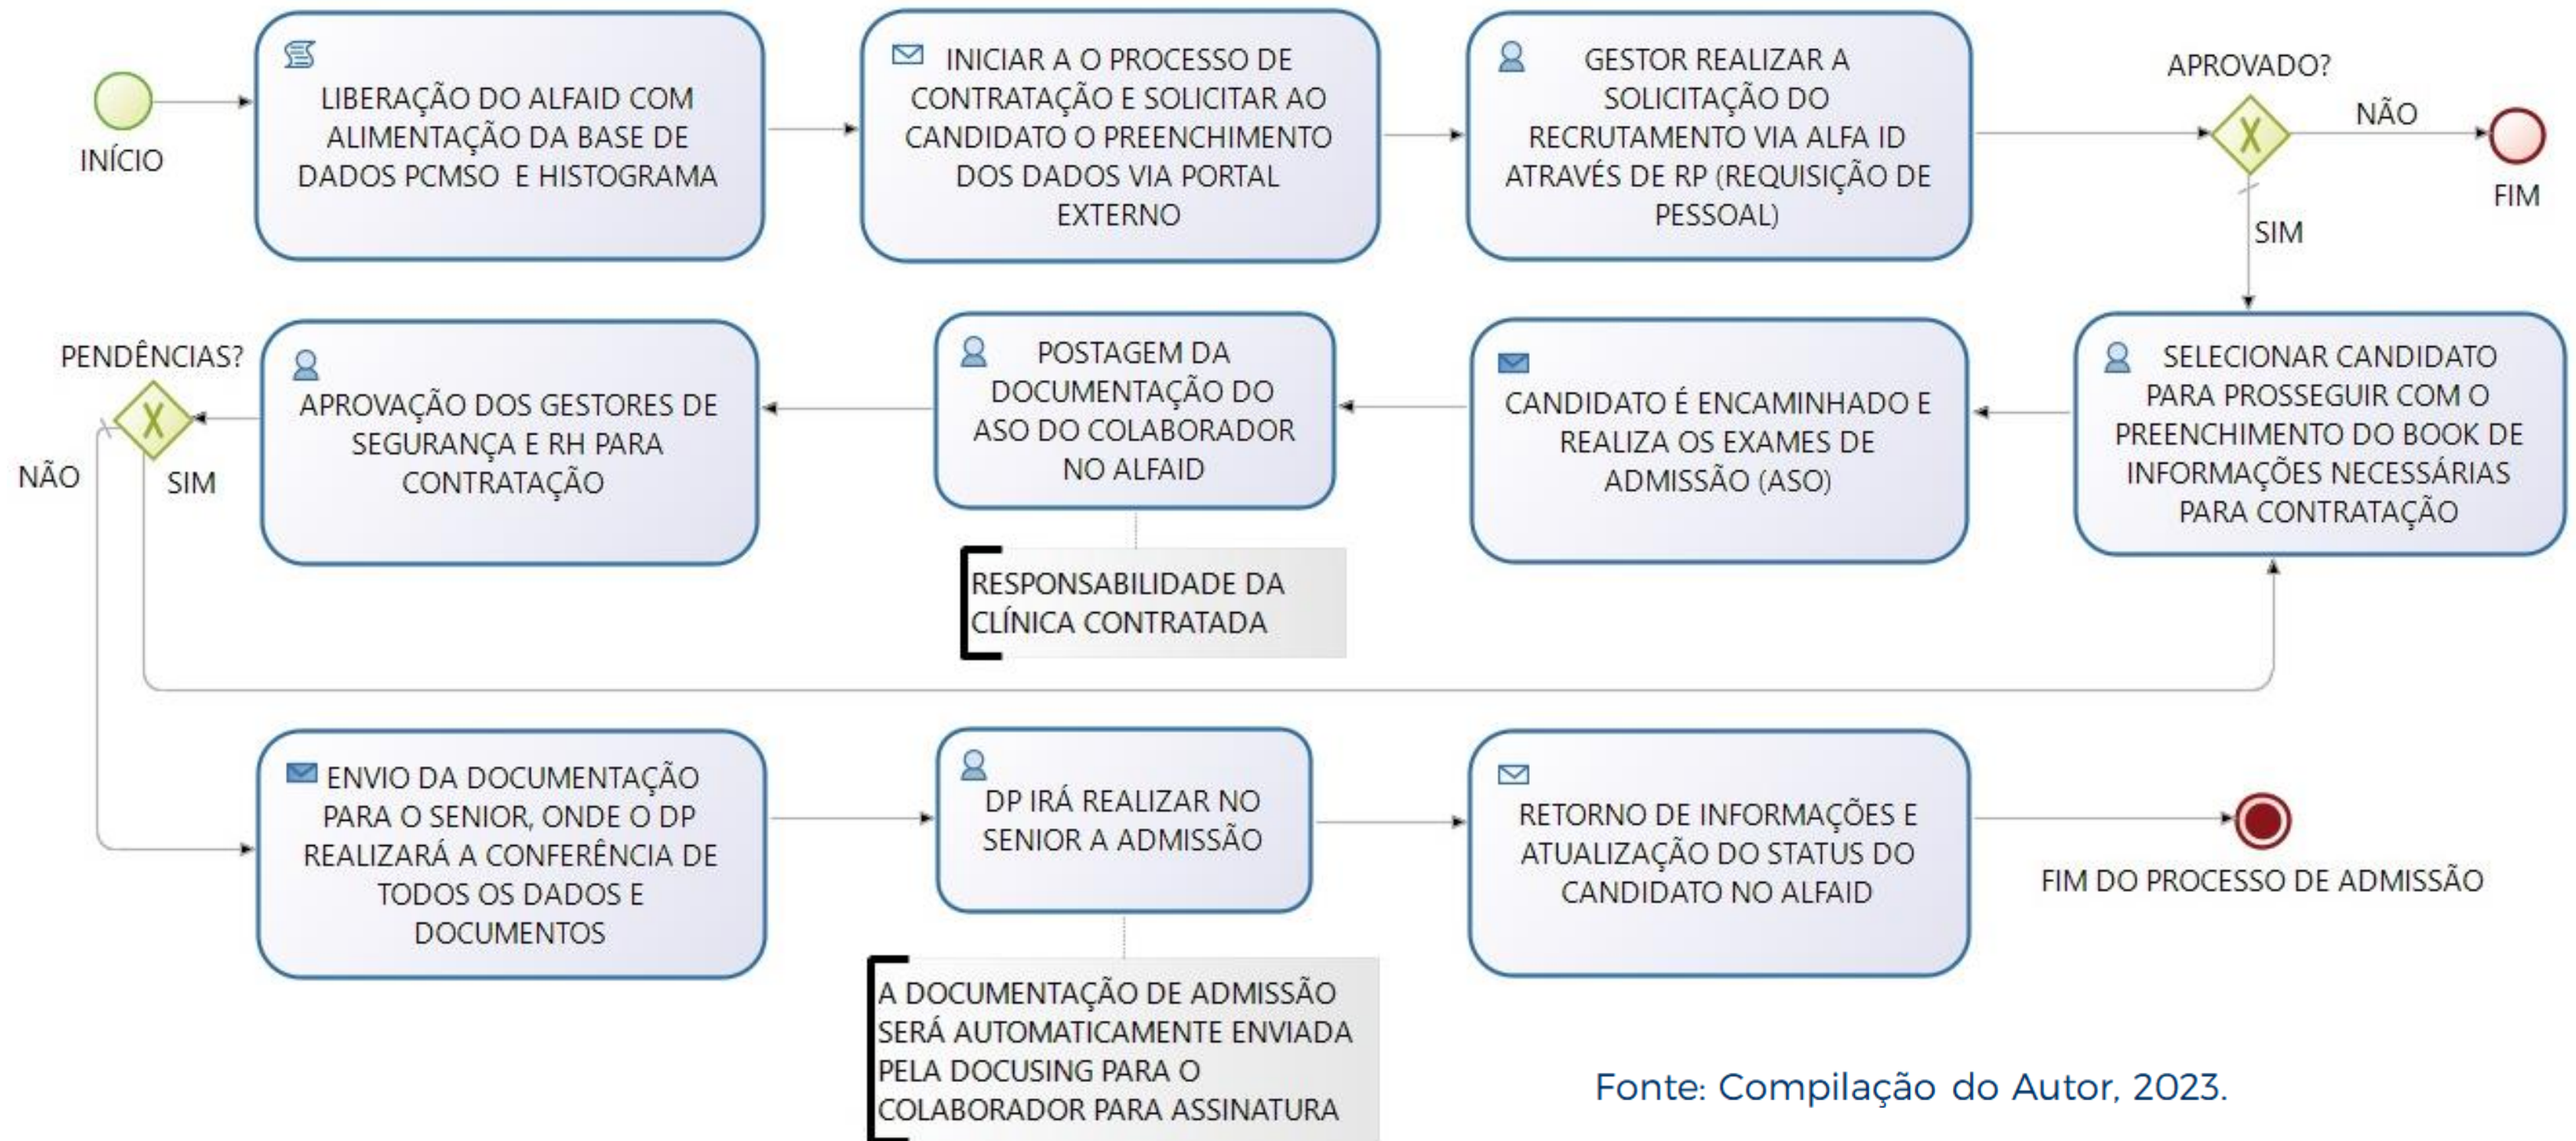 INÍCIO
LIBERAÇÃO DO ALFAID COM
ALIMENTAÇÃO DA BASE DE
DADOS PCMSO E HISTOGRAMA
INICIAR A O PROCESSO DE
CONTRATAÇÃO E SOLICITAR AO
CANDIDATO O PREENCHIMENTO
DOS DADOS VIA PORTAL
EXTERNO
GESTOR REALIZAR A
SOLICITAÇÃO DO
RECRUTAMENTO VIA ALFA ID
ATRAVÉS DE RP (REQUISIÇÃO DE
PESSOAL)
APROVADO?
NÃO
FIM
SIM
SELECIONAR CANDIDATO
PARA PROSSEGUIR COM O
PREENCHIMENTO DO BOOK DE
INFORMAÇÕES NECESSÁRIAS
PARA CONTRATAÇÃO
CANDIDATO É ENCAMINHADO E
REALIZA OS EXAMES DE
ADMISSÃO (ASO)
POSTAGEM DA
DOCUMENTAÇÃO DO
ASO DO COLABORADOR
NO ALFAID
RESPONSABILIDADE DA
CLÍNICA CONTRATADA
APROVAÇÃO DOS GESTORES DE
SEGURANÇA E RH PARA
CONTRATAÇÃO
PENDÊNCIAS?
NÃO
SIM
ENVIO DA DOCUMENTAÇÃO
PARA O SENIOR, ONDE O DP
REALIZARÁ A CONFERÊNCIA DE
TODOS OS DADOS E
DOCUMENTOS
DP IRÁ REALIZAR NO
SENIOR A ADMISSÃO
A DOCUMENTAÇÃO DE ADMISSÃO
SERÁ AUTOMATICAMENTE ENVIADA
PELA DOCUSING PARA O
COLABORADOR PARA ASSINATURA
RETORNO DE INFORMAÇÕES E
ATUALIZAÇÃO DO STATUS DO
CANDIDATO NO ALFAID
FIM DO PROCESSO DE ADMISSÃO
Fonte: Compilação do Autor, 2023.